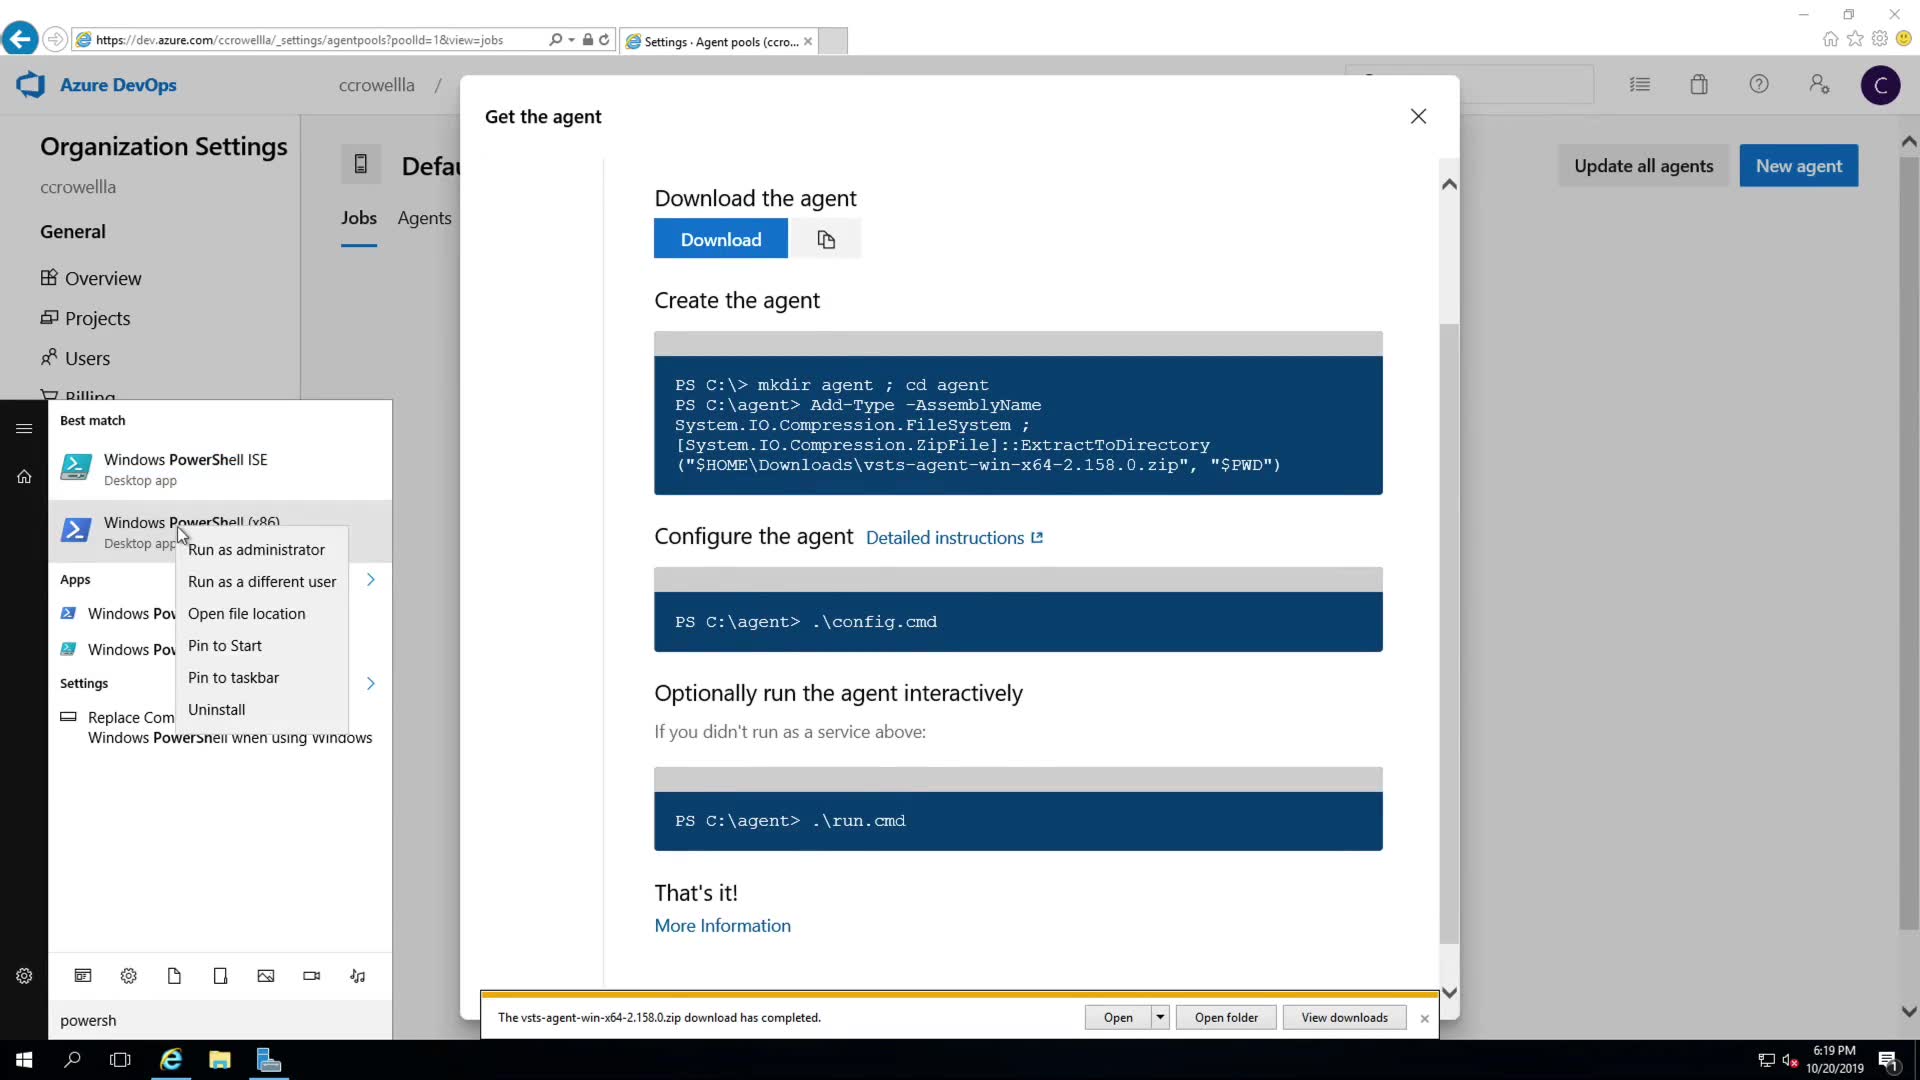 https://dev.azure.com/ccrowellla/_settings/agentpools?poolId=1&view=jobs
Settings · Agent pools (ccro...
Azure DevOps
ccrowellla /
C
Organization Settings
ccrowellla
General
Overview
Projects
Users
Billing
Defau
Jobs Agents
Update all agents
New agent
Get the agent
Download the agent
Download
Create the agent
PS C:\> mkdir agent ; cd agent
PS C:\agent> Add-Type -AssemblyName
System.IO.Compression.FileSystem ;
[System.IO.Compression.ZipFile]::ExtractToDirectory
("$HOME\Downloads\vsts-agent-win-x64-2.158.0.zip", "$PWD")
Configure the agent Detailed instructions
PS C:\agent> .\config.cmd
Optionally run the agent interactively
If you didn't run as a service above:
PS C:\agent> .\run.cmd
That's it!
More Information
Best match
Windows PowerShell ISE
Desktop app
Windows PowerShell (x86)
Desktop app
Apps
Windows Pow
Windows Pow
Settings
Replace Com
Windows PowerShell when using Windows
Run as administrator
Run as a different user
Open file location
Pin to Start
Pin to taskbar
Uninstall
powersh
The vsts-agent-win-x64-2.158.0.zip download has completed.
Open
Open folder
View downloads
6:19 PM
10/20/2019
1